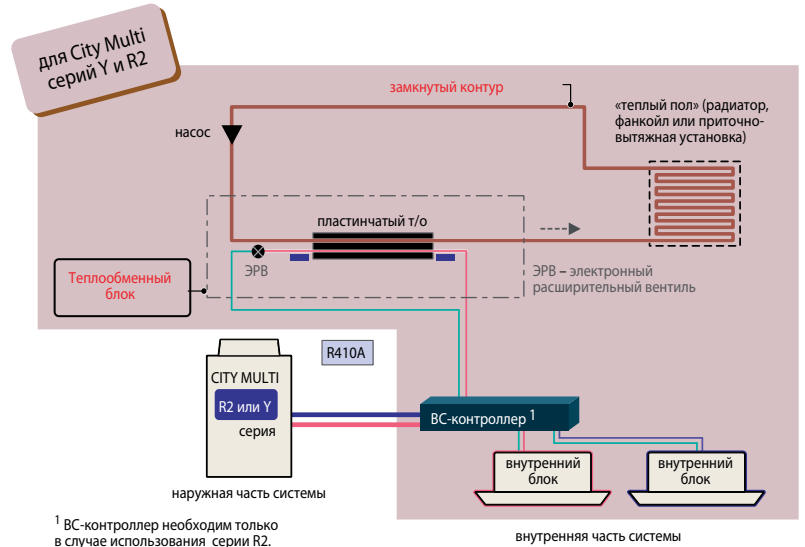 для City Multi
серий Y и R2
замкнутый контур
«теплый пол» (радиатор,
фанкойл или приточно-
вытяжная установка)
насос
пластинчатый т/о
ЭРВ
ЭРВ – электронный
расширительный вентиль
Теплообменный
блок
R410A
CITY MULTI
R2 или Y
серия
ВС-контроллер 1
внутренний
блок
внутренний
блок
наружная часть системы
1 ВС-контроллер необходим только
в случае использования серии R2.
внутренняя часть системы